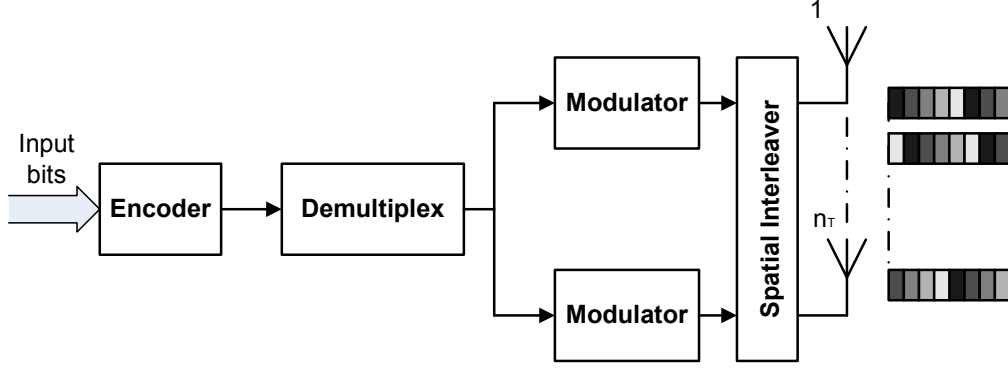 Input
bits
Encoder
Demultiplex
Modulator
Modulator
Spatial Interleaver
1
nT